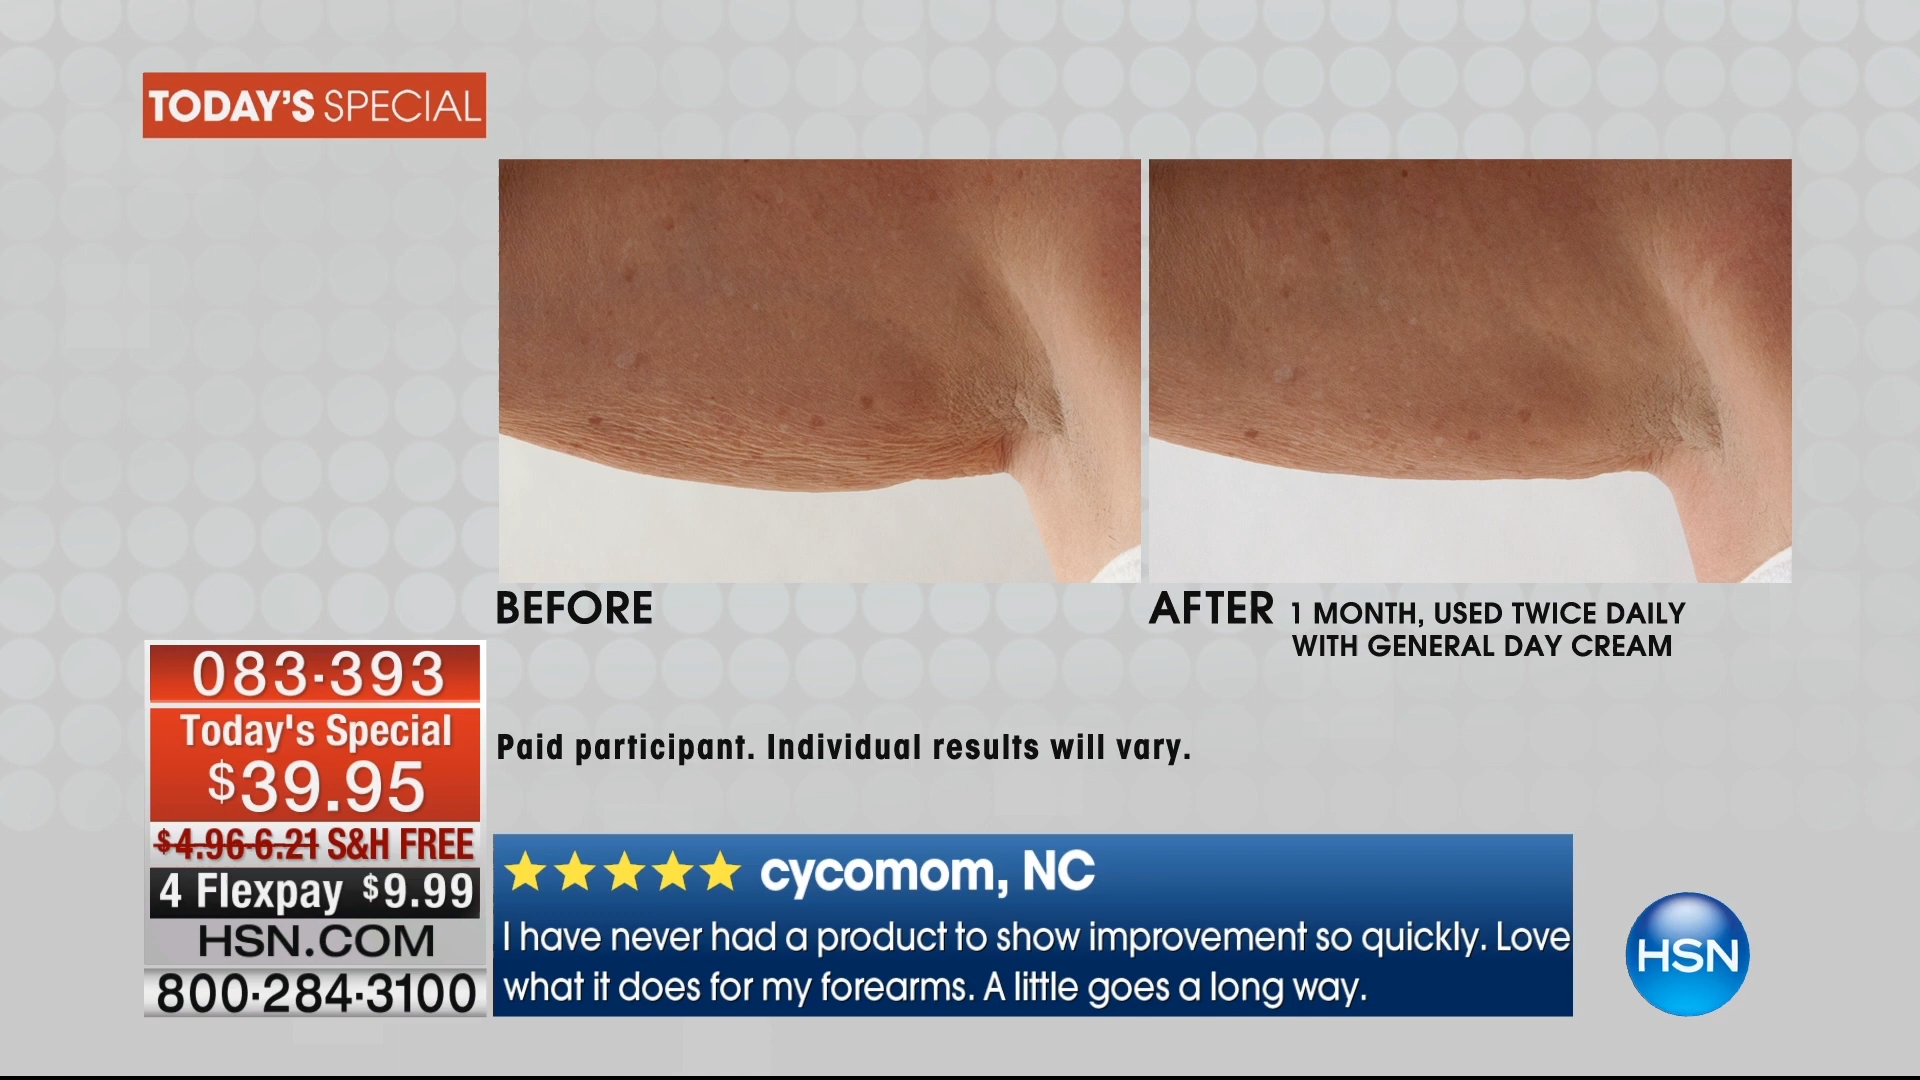 TODAY'S SPECIAL
BEFORE
AFTER 1 MONTH, USED TWICE DAILY
WITH GENERAL DAY CREAM
083·393
Today's Special
$39.95
$4.96-6.21 S&H FREE
4 Flexpay $9.99
HSN.COM
800·284·3100
Paid participant. Individual results will vary.
cycomom, NC
I have never had a product to show improvement so quickly. Love
what it does for my forearms. A little goes a long way.
HSN